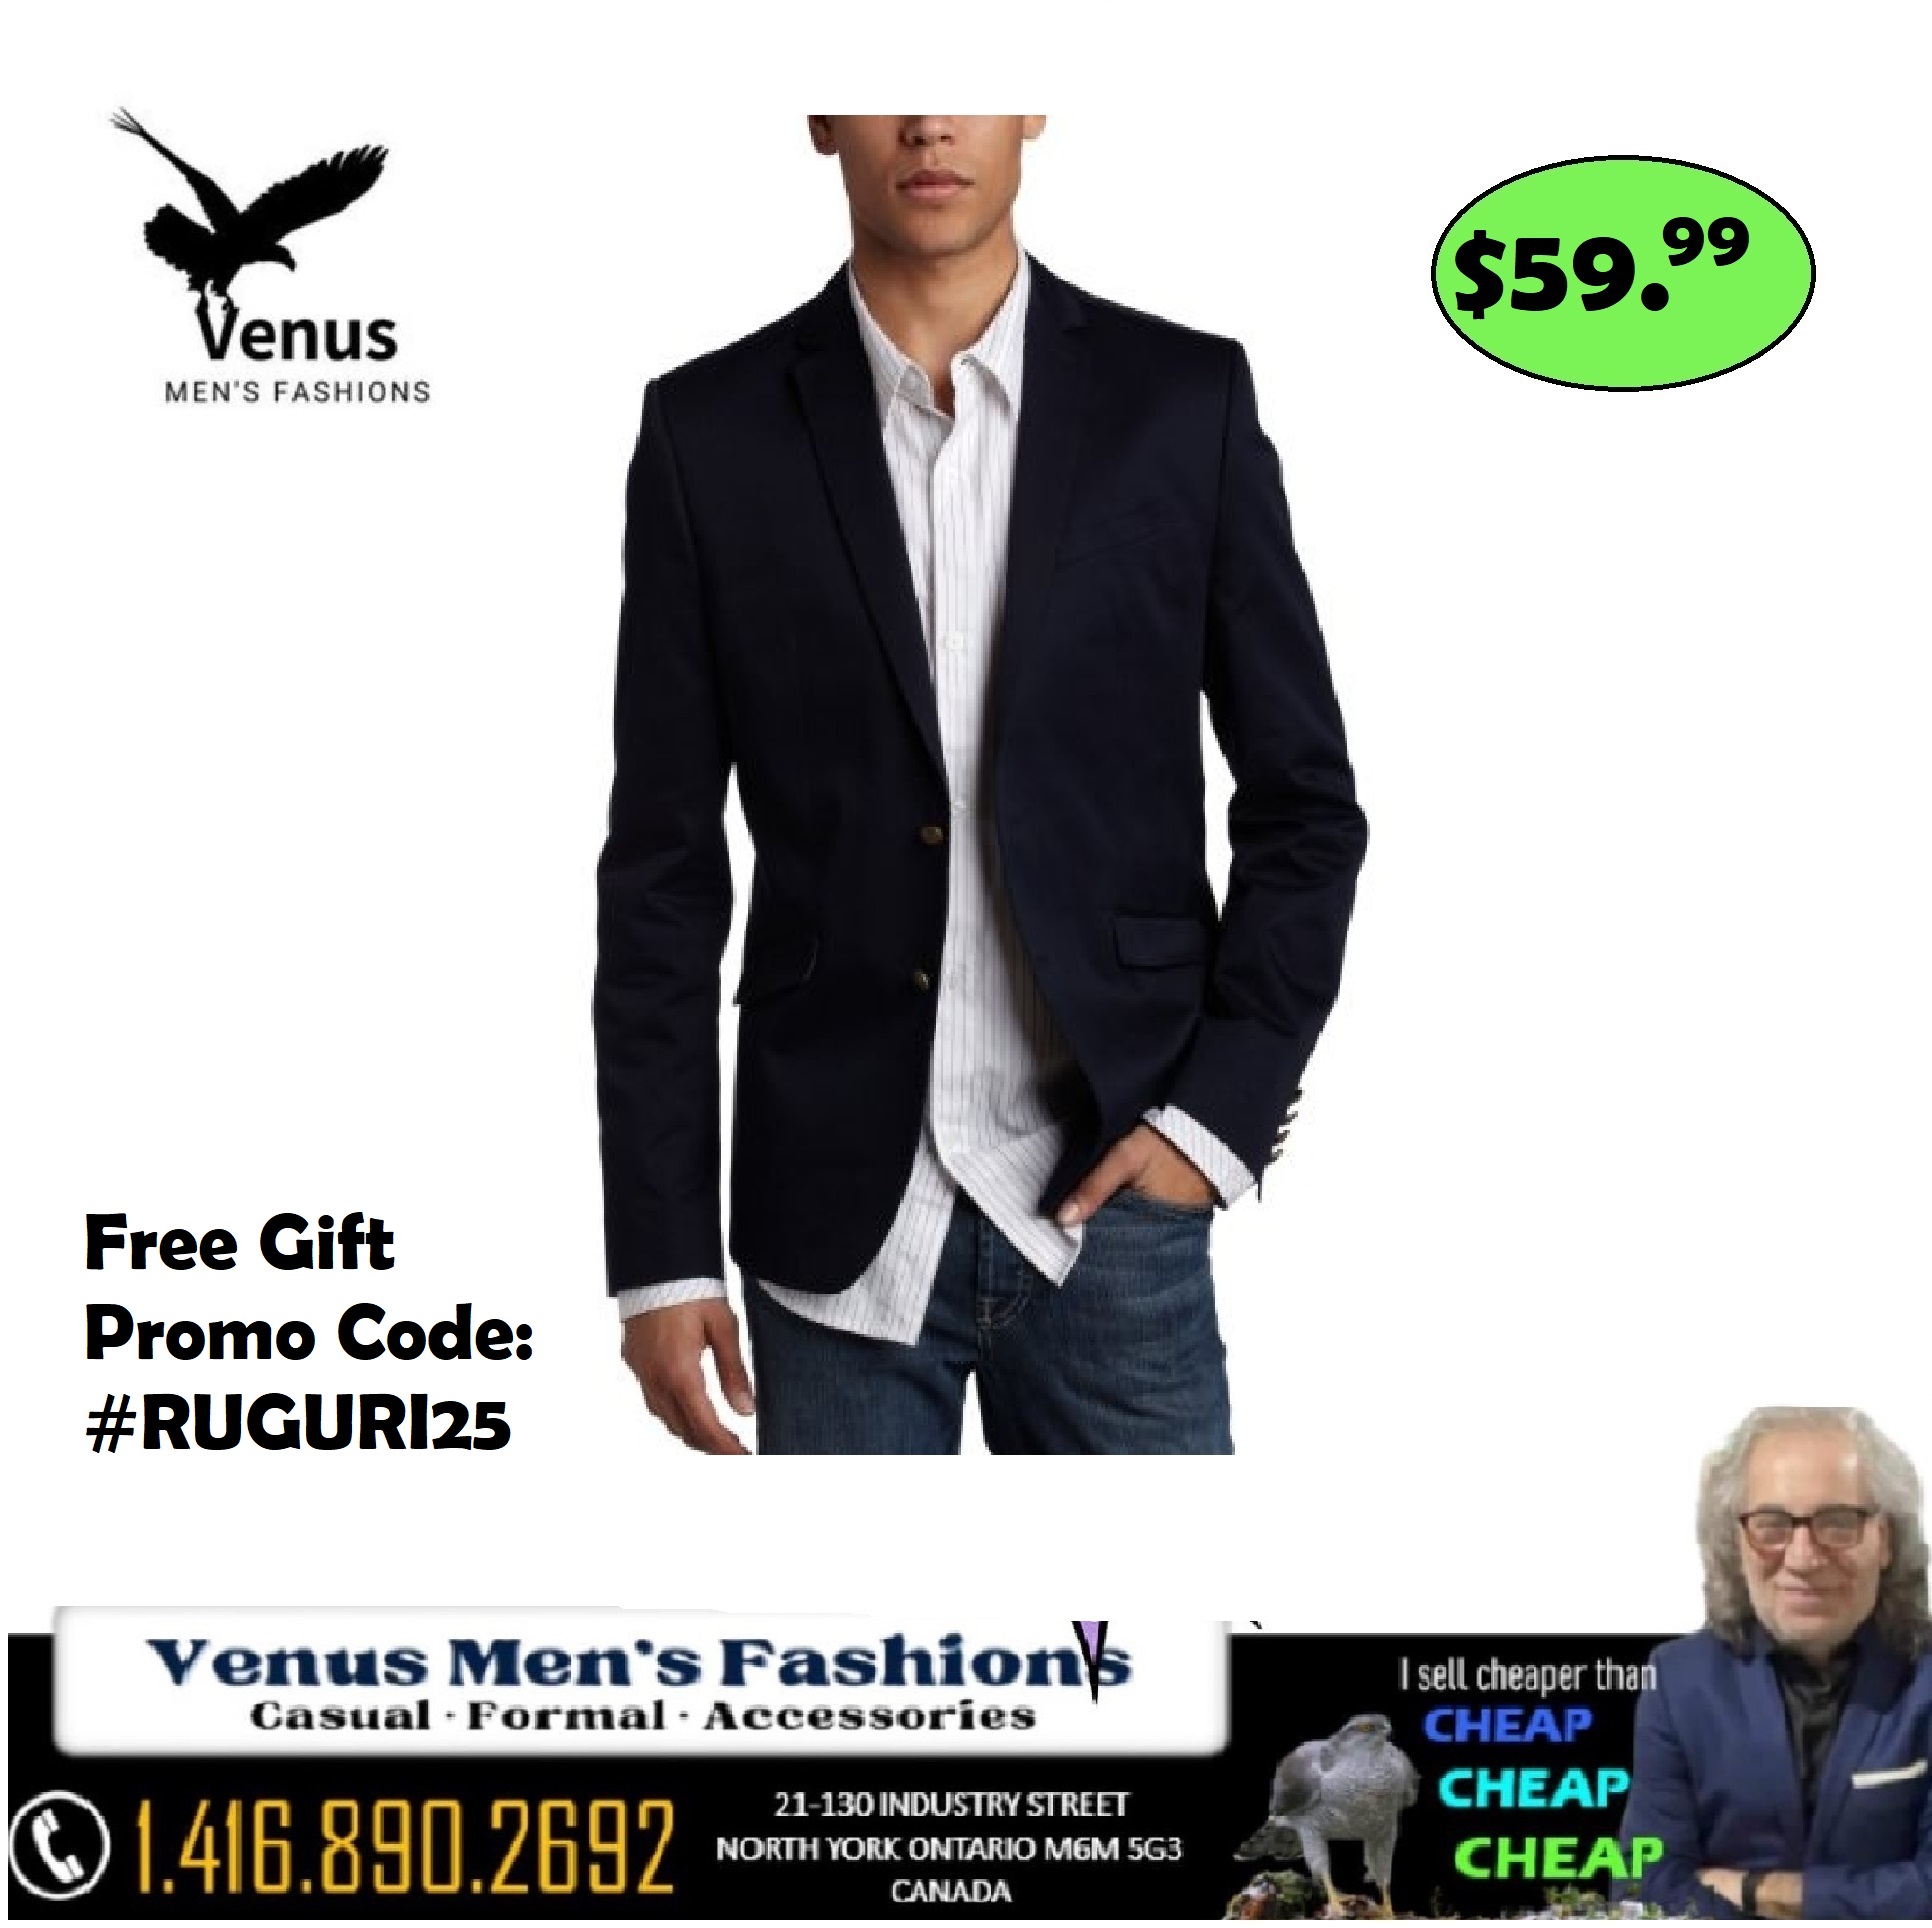 Venus
MEN'S FASHIONS
$59.99
Free Gift
Promo Code:
#RUGURI25
Venus Men's Fashions
Casual · Formal · Accessories
I sell cheaper than
CHEAP
CHEAP
CHEAP
1.416.890.2692
21-130 INDUSTRY STREET
NORTH YORK ONTARIO M6M 5G3
CANADA